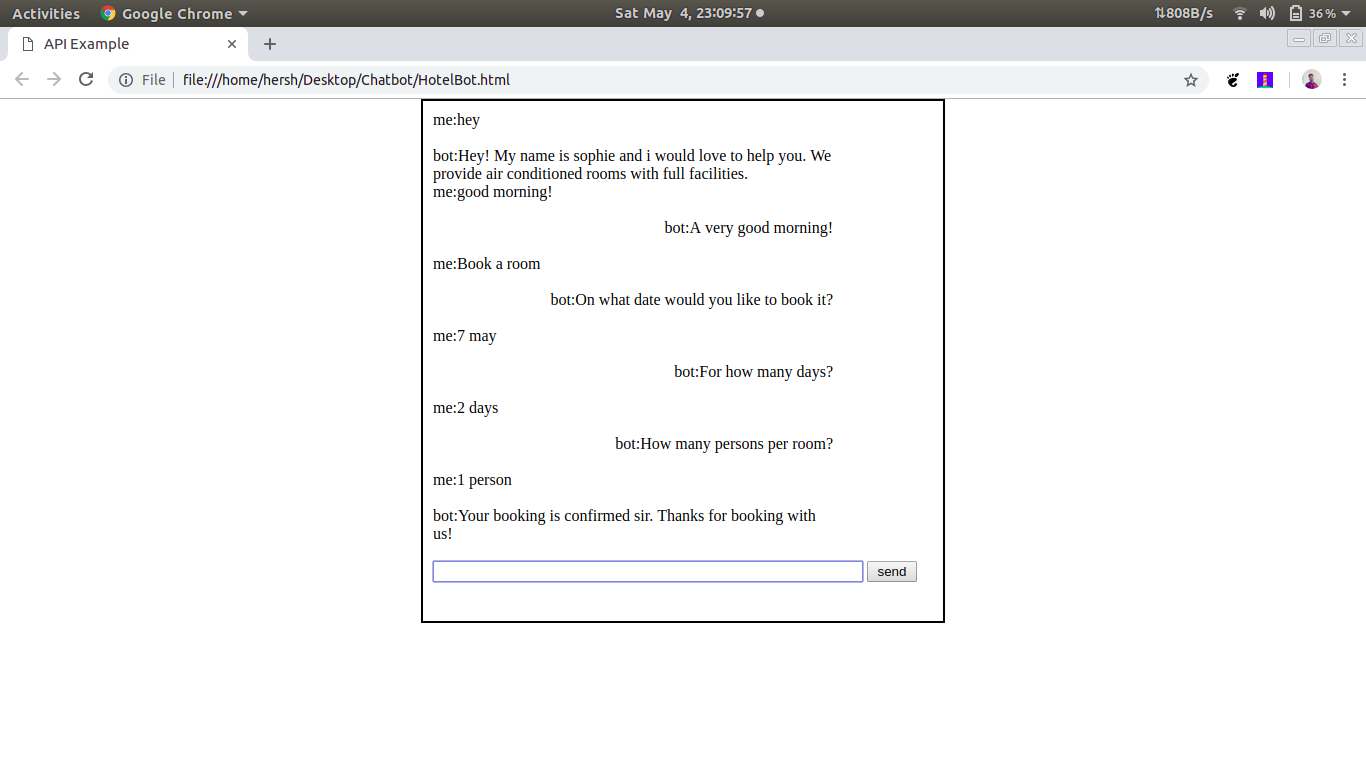 Activities Google Chrome Sat May 4, 23:09:57 808B/s 36%
API Example
File file:///home/hersh/Desktop/Chatbot/HotelBot.html
me:hey
bot:Hey! My name is sophie and i would love to help you. We
provide air conditioned rooms with full facilities.
me:good morning!
bot:A very good morning!
me:Book a room
bot:On what date would you like to book it?
me:7 may
bot:For how many days?
me:2 days
bot:How many persons per room?
me:1 person
bot:Your booking is confirmed sir. Thanks for booking with
us!
send